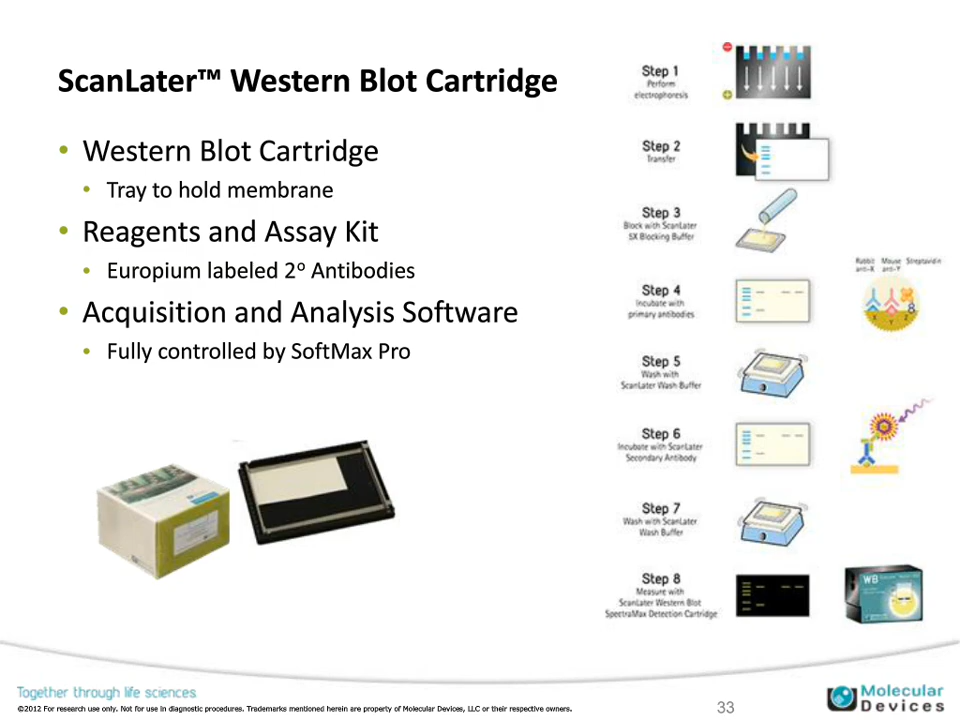 ScanLater™ Western Blot Cartridge
• Western Blot Cartridge
• Tray to hold membrane
• Reagents and Assay Kit
• Europium labeled 2º Antibodies
• Acquisition and Analysis Software
• Fully controlled by SoftMax Pro
Step 1
Perform
electrophoresis
Step 2
Transfer
Step 3
Block with ScanLater
5X Blocking Buffer
Step 4
Incubate with
primary antibodies
Rabbit Mouse Streptavidin
anti-X anti-Y
X Y Z
Step 5
Wash with
ScanLater Wash Buffer
Step 6
Incubate with ScanLater
Secondary Antibody
Step 7
Wash with ScanLater
Wash Buffer
Step 8
Measure with
ScanLater Western Blot
SpectraMax Detection Cartridge
WB
Together through life sciences
©2012 For research use only. Not for use in diagnostic procedures. Trademarks mentioned herein are property of Molecular Devices, LLC or their respective owners.
33
Molecular
Devices